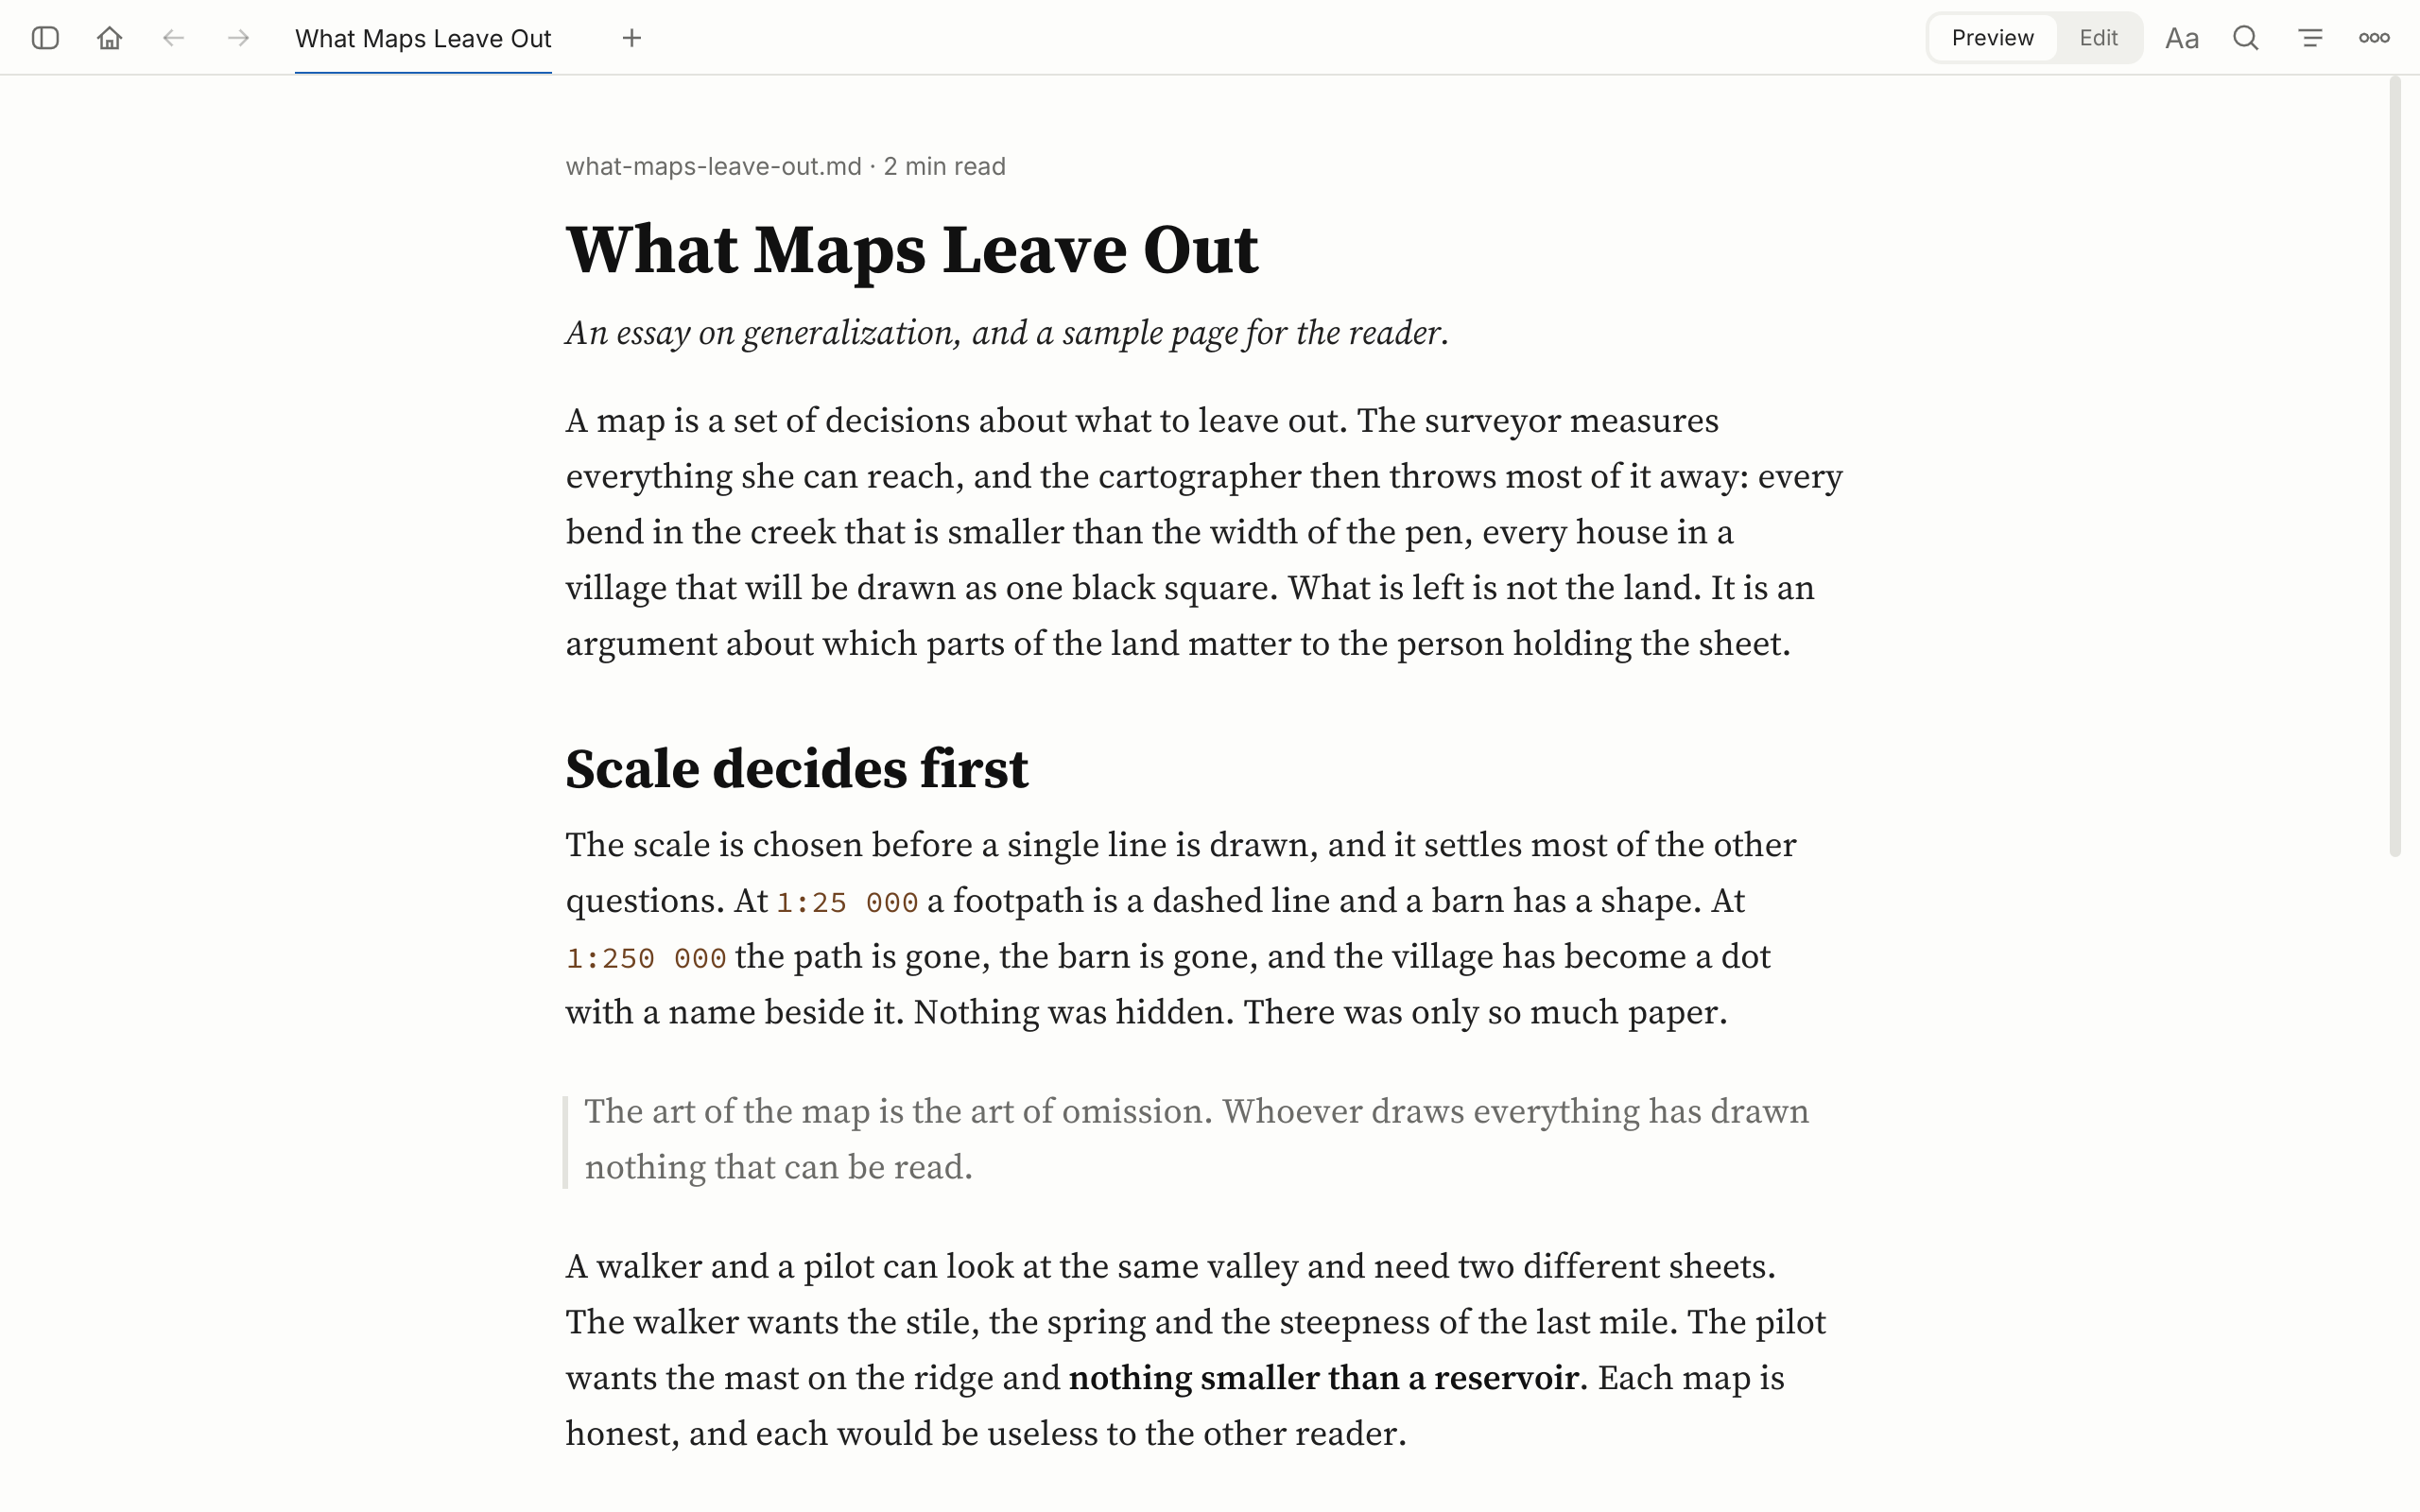 What Maps Leave Out
Preview
Edit
Aa
what-maps-leave-out.md · 2 min read
What Maps Leave Out
An essay on generalization, and a sample page for the reader.
A map is a set of decisions about what to leave out. The surveyor measures
everything she can reach, and the cartographer then throws most of it away: every
bend in the creek that is smaller than the width of the pen, every house in a
village that will be drawn as one black square. What is left is not the land. It is an
argument about which parts of the land matter to the person holding the sheet.
Scale decides first
The scale is chosen before a single line is drawn, and it settles most of the other
questions. At 1:25 000 a footpath is a dashed line and a barn has a shape. At
1:250 000 the path is gone, the barn is gone, and the village has become a dot
with a name beside it. Nothing was hidden. There was only so much paper.
The art of the map is the art of omission. Whoever draws everything has drawn
nothing that can be read.
A walker and a pilot can look at the same valley and need two different sheets.
The walker wants the stile, the spring and the steepness of the last mile. The pilot
wants the mast on the ridge and nothing smaller than a reservoir. Each map is
honest, and each would be useless to the other reader.